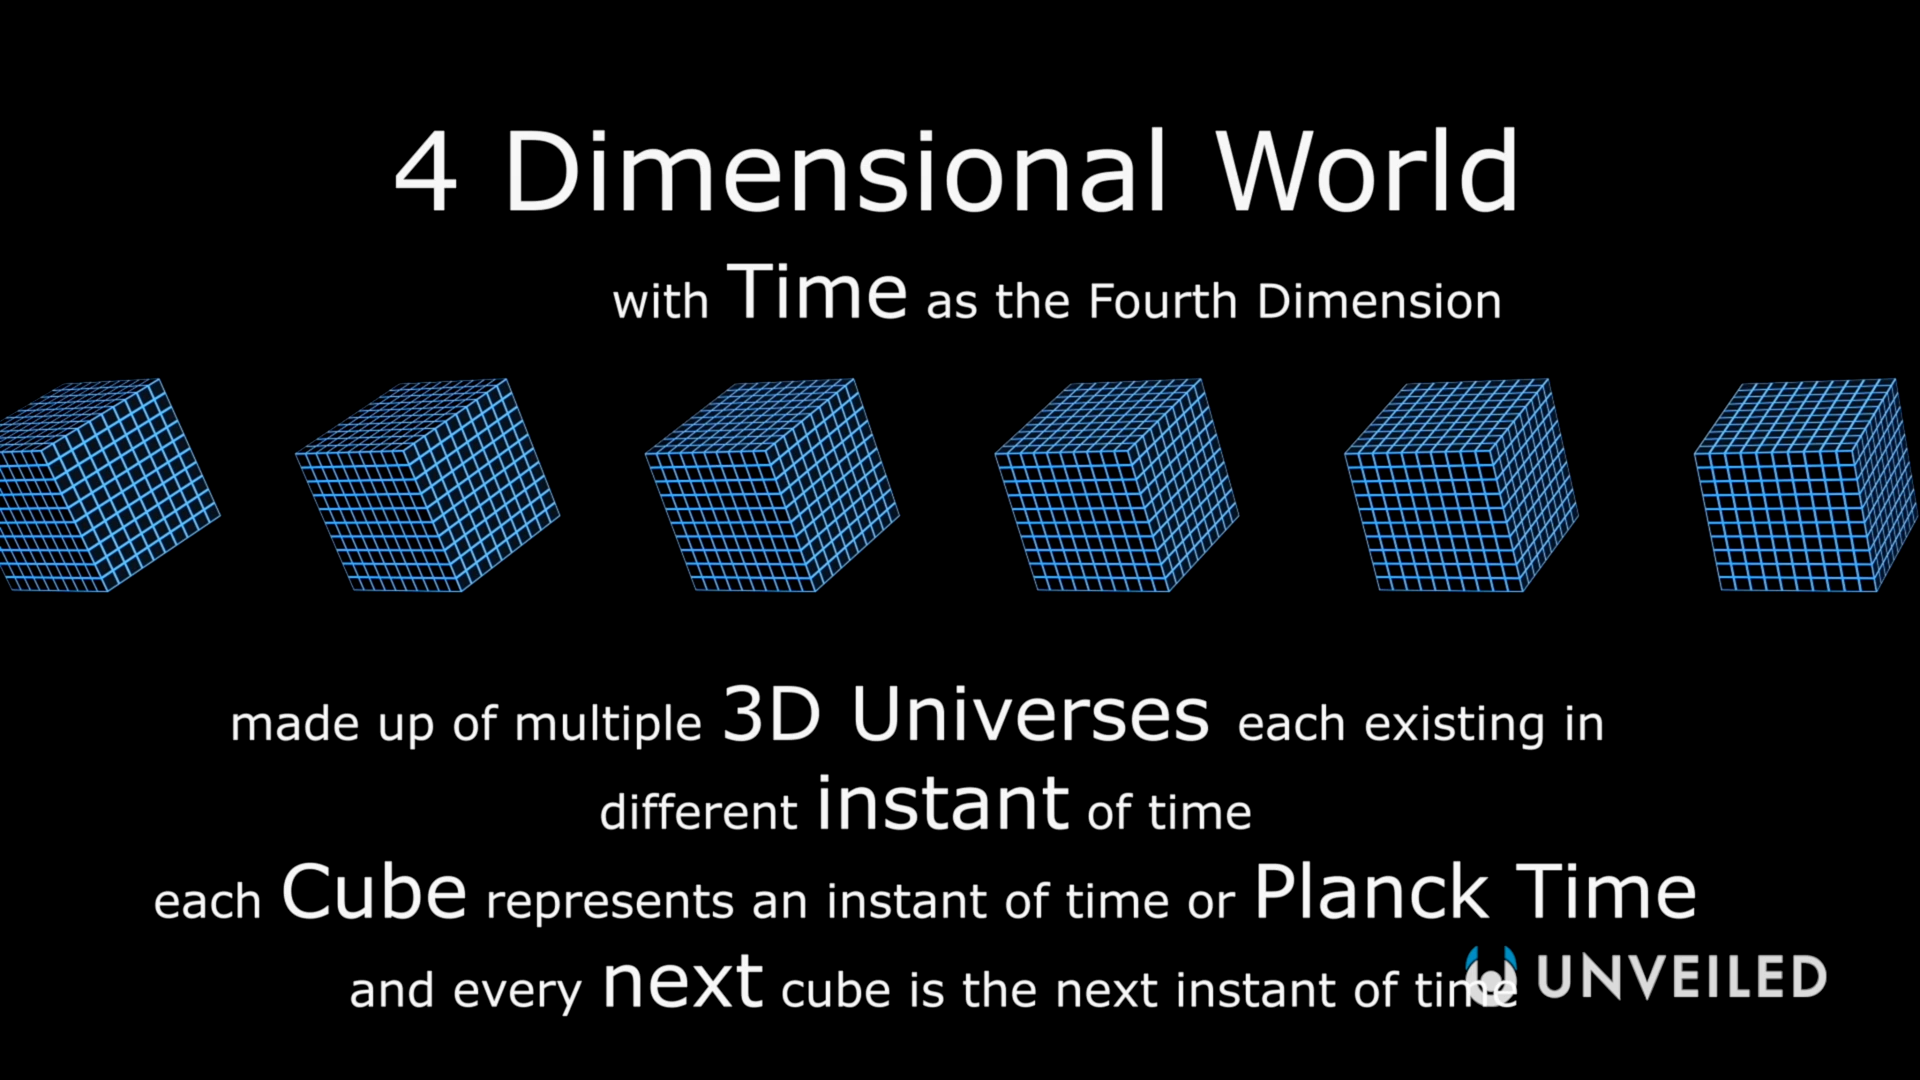 4 Dimensional World
with Time as the Fourth Dimension
made up of multiple 3D Universes each existing in
different instant of time
each Cube represents an instant of time or Planck Time
and every next cube is the next instant of time
UNVEILED